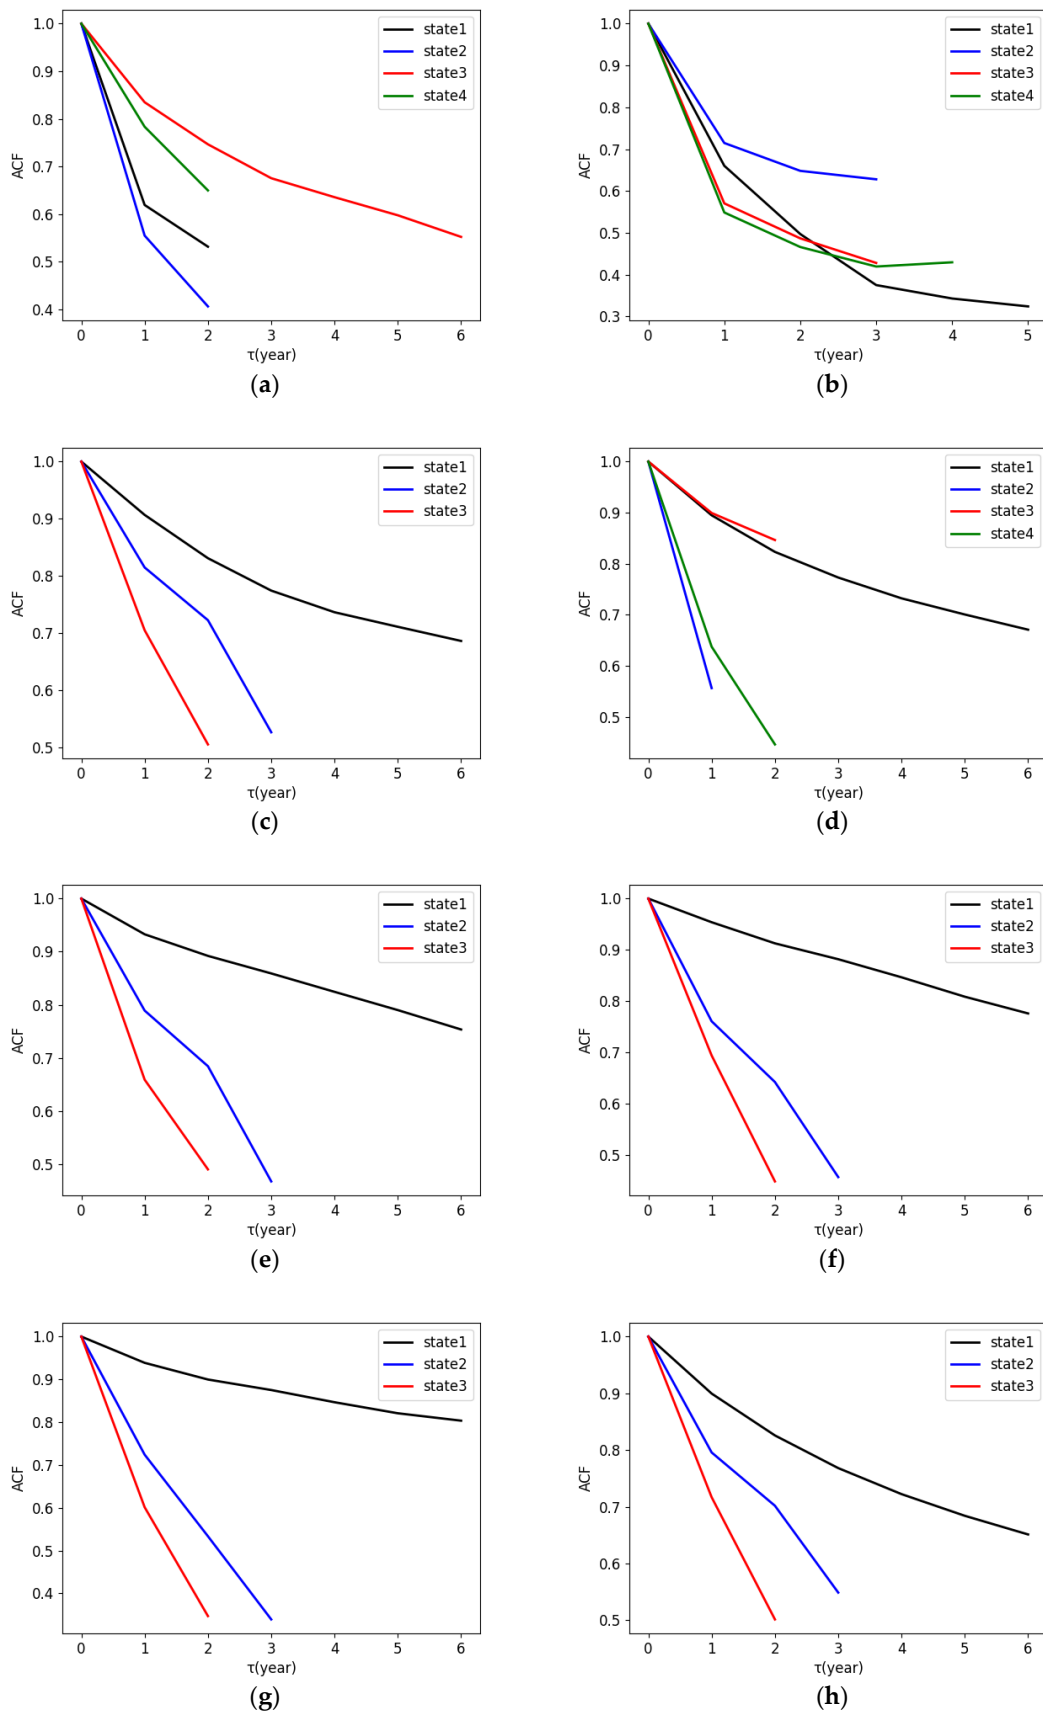 1.0
0.9
0.8
0.7
0.6
0.5
0.4
ACF
state1
state2
state3
state4
0 1 2 3 4 5 6
τ(year)
(a)
1.0
0.9
0.8
0.7
0.6
0.5
0.4
0.3
ACF
state1
state2
state3
state4
0 1 2 3 4 5
τ(year)
(b)
1.0
0.9
0.8
0.7
0.6
0.5
ACF
state1
state2
state3
0 1 2 3 4 5 6
τ(year)
(c)
1.0
0.9
0.8
0.7
0.6
0.5
ACF
state1
state2
state3
state4
0 1 2 3 4 5 6
τ(year)
(d)
1.0
0.9
0.8
0.7
0.6
0.5
ACF
state1
state2
state3
0 1 2 3 4 5 6
τ(year)
(e)
1.0
0.9
0.8
0.7
0.6
0.5
ACF
state1
state2
state3
0 1 2 3 4 5 6
τ(year)
(f)
1.0
0.9
0.8
0.7
0.6
0.5
0.4
ACF
state1
state2
state3
0 1 2 3 4 5 6
τ(year)
(g)
1.0
0.9
0.8
0.7
0.6
0.5
ACF
state1
state2
state3
0 1 2 3 4 5 6
τ(year)
(h)